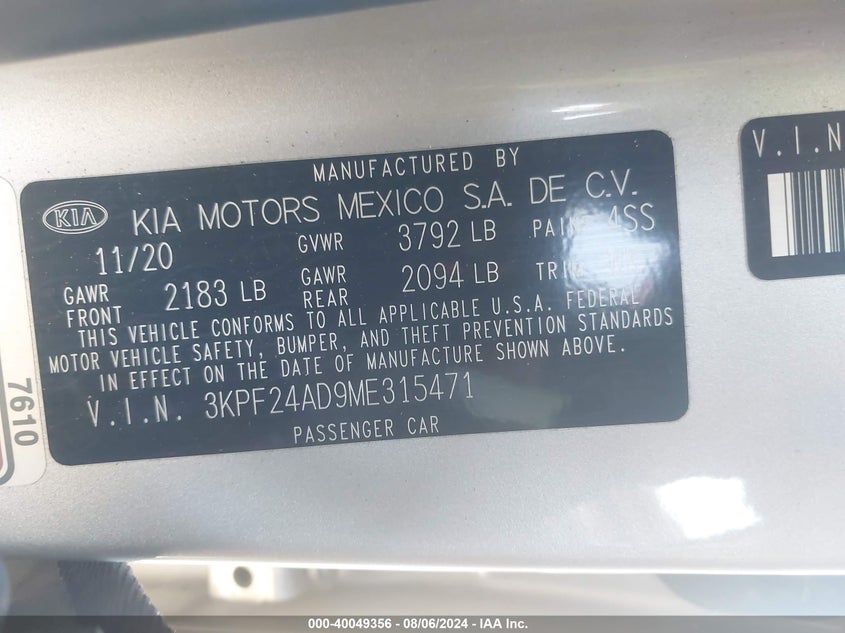 MANUFACTURED BY
KIA
KIA MOTORS MEXICO S.A. DE C.V.
11/20 GVWR 3792 LB PAINT 4SS
GAWR FRONT 2183 LB GAWR REAR 2094 LB
THIS VEHICLE CONFORMS TO ALL APPLICABLE U.S.A. FEDERAL
MOTOR VEHICLE SAFETY, BUMPER, AND THEFT PREVENTION STANDARDS
IN EFFECT ON THE DATE OF MANUFACTURE SHOWN ABOVE.
V.I.N. 3KPF24AD9ME315471
PASSENGER CAR
V.I.N
7610
000-40049356 - 08/06/2024 - IAA Inc.